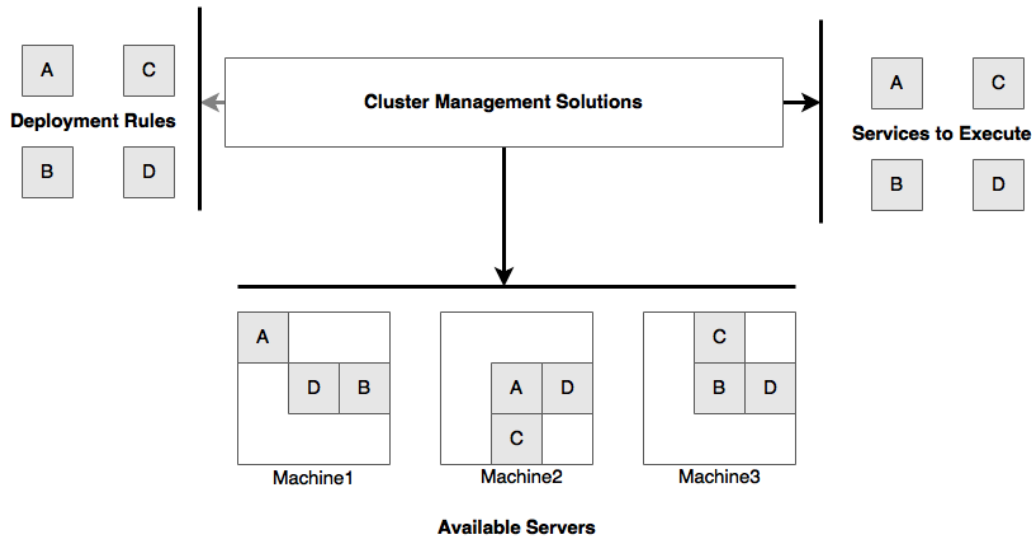 A
C
Deployment Rules
B
D
Cluster Management Solutions
A
C
Services to Execute
B
D
A
D
B
Machine1
A
D
C
Machine2
C
B
D
Machine3
Available Servers